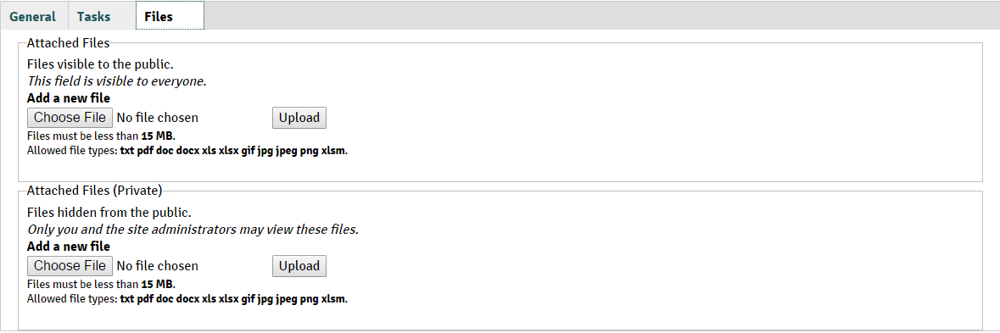 General Tasks Files
Attached Files
Files visible to the public.
This field is visible to everyone.
Add a new file
Choose File No file chosen Upload
Files must be less than 15 MB.
Allowed file types: txt pdf doc docx xls xlsx gif jpg jpeg png xlsm.
Attached Files (Private)
Files hidden from the public.
Only you and the site administrators may view these files.
Add a new file
Choose File No file chosen Upload
Files must be less than 15 MB.
Allowed file types: txt pdf doc docx xls xlsx gif jpg jpeg png xlsm.